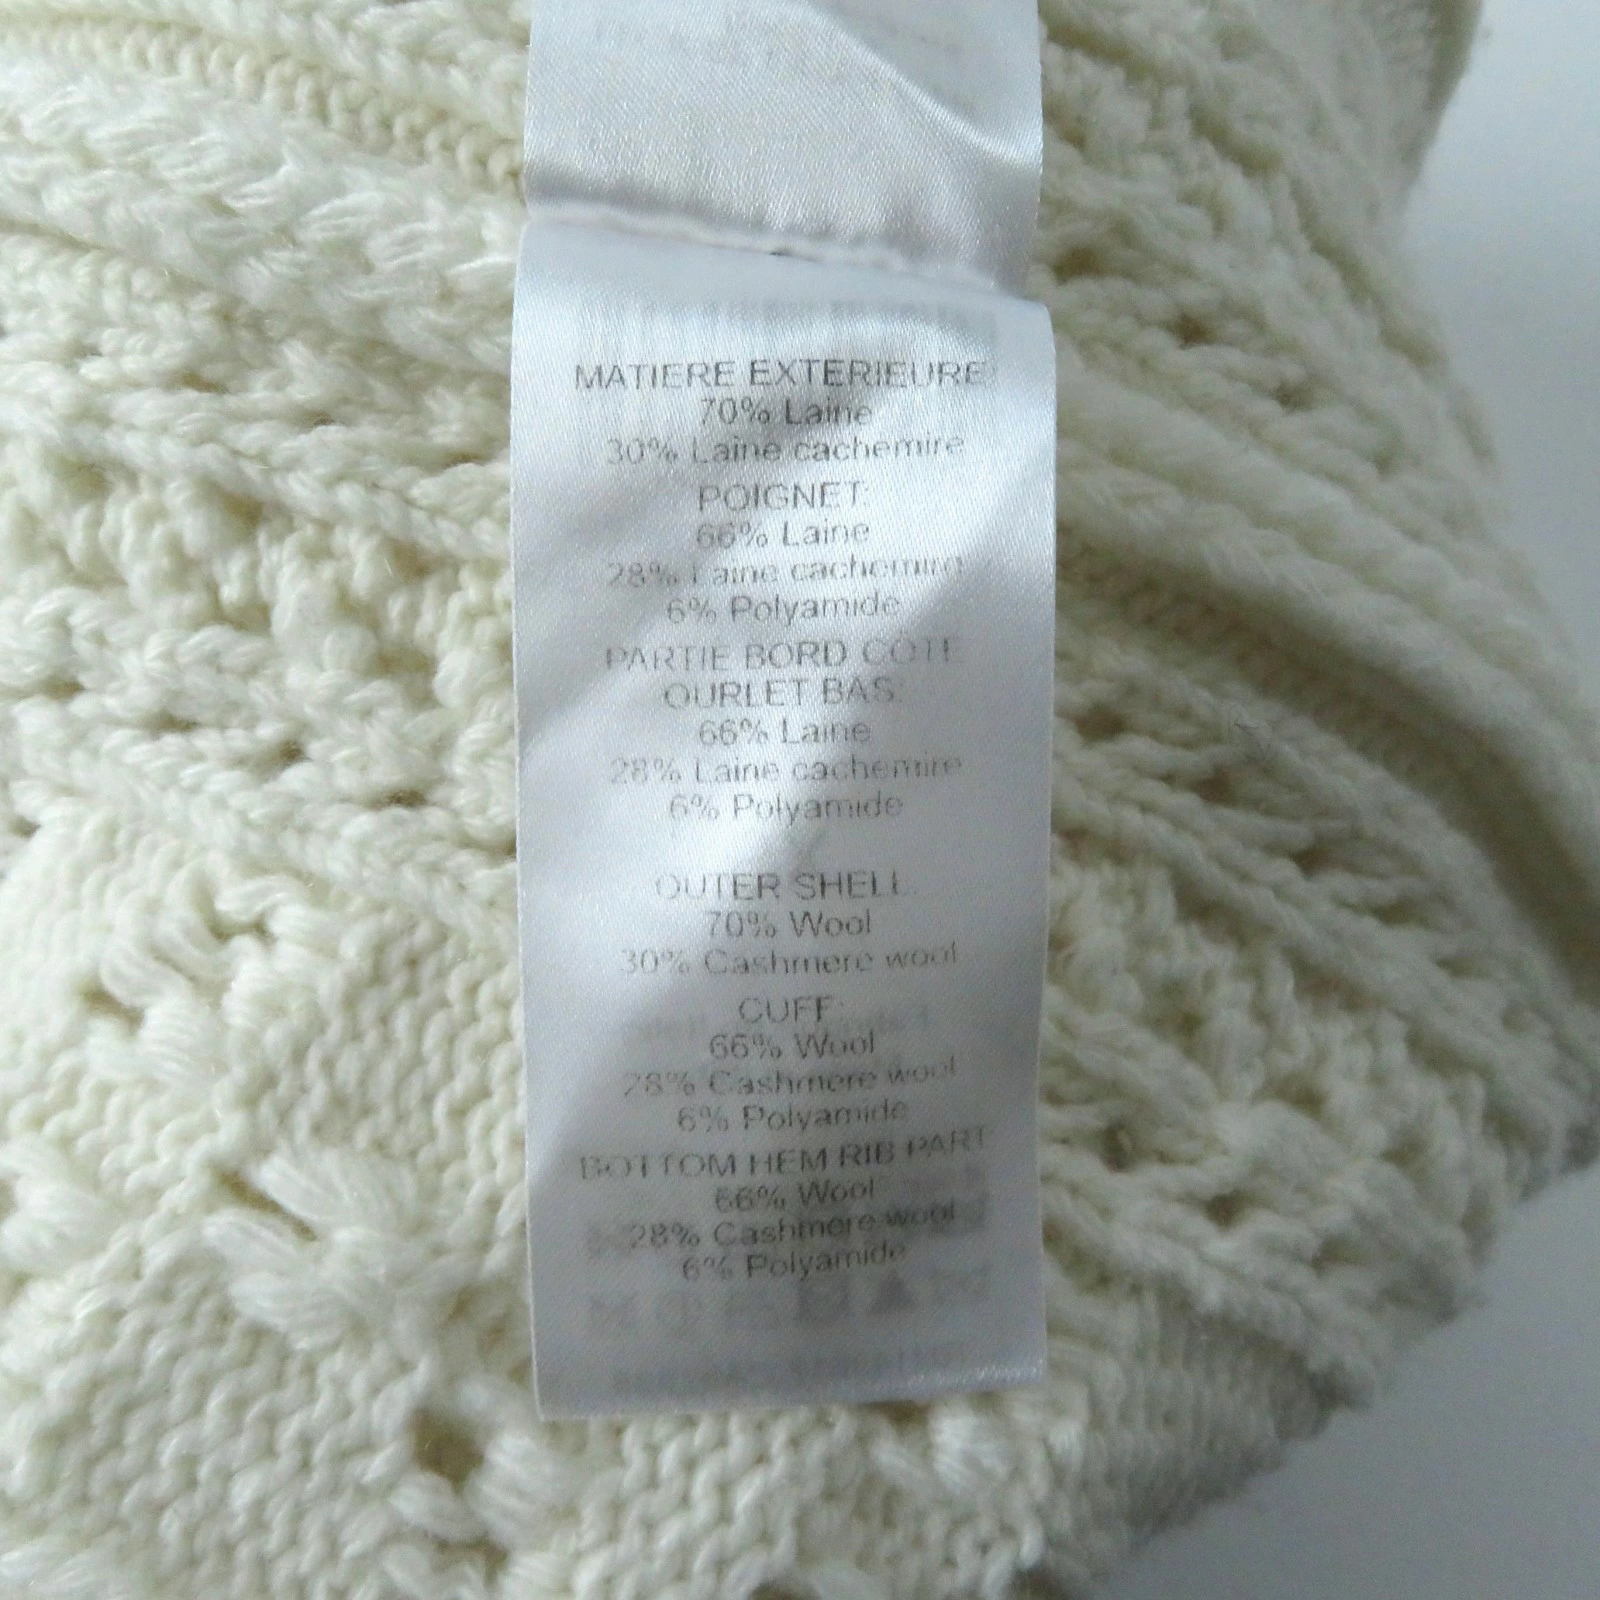 MATIERE EXTERIEURE
70% Laine
30% Laine cachemire
POIGNET:
66% Laine
28% Laine cachemire
6% Polyamide
PARTIE BORD CÔTE
OURLET BAS:
66% Laine
28% Laine cachemire
6% Polyamide
OUTER SHELL:
70% Wool
30% Cashmere wool
CUFF:
66% Wool
28% Cashmere wool
6% Polyamide
BOTTOM HEM RIB PART
66% Wool
28% Cashmere wool
6% Polyamide